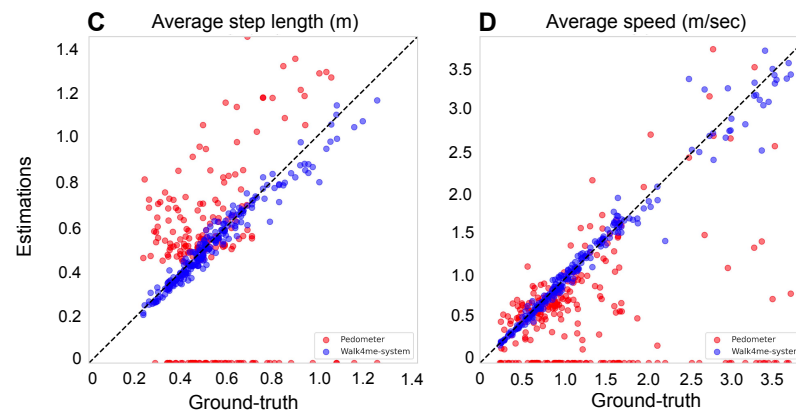 C Average step length (m)
1.4
1.2
1.0
0.8
0.6
0.4
0.2
0
Estimations
Pedometer
Walk4me-system
0 0.2 0.4 0.6 0.8 1.0 1.2 1.4
Ground-truth
D Average speed (m/sec)
3.5
3.0
2.5
2.0
1.5
1.0
0.5
0
Pedometer
Walk4me-system
0 0.5 1.0 1.5 2.0 2.5 3.0 3.5
Ground-truth